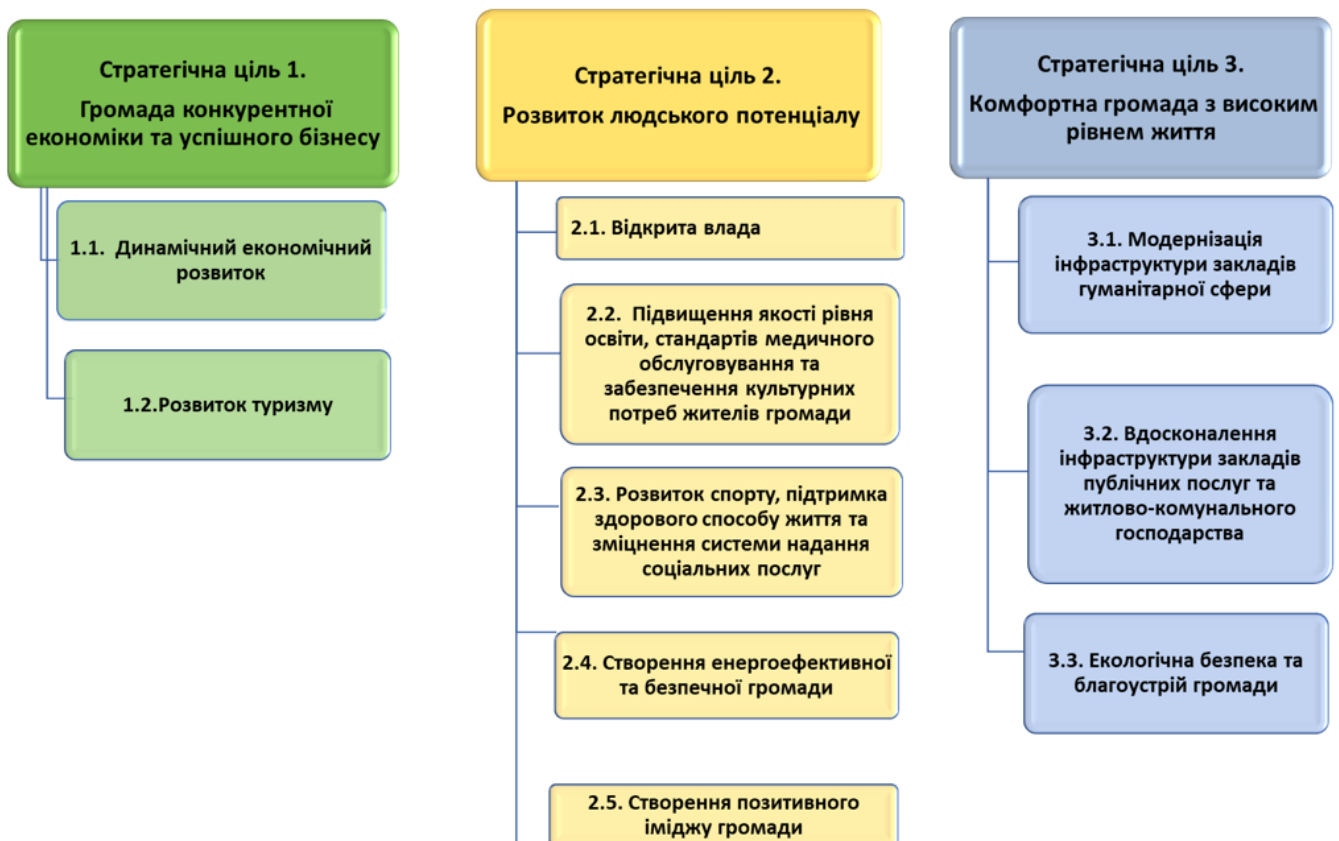 Стратегічна ціль 1.
Громада конкурентної
економіки та успішного бізнесу
1.1. Динамічний економічний
розвиток
1.2.Розвиток туризму
Стратегічна ціль 2.
Розвиток людського потенціалу
2.1. Відкрита влада
2.2. Підвищення якості рівня
освіти, стандартів медичного
обслуговування та
забезпечення культурних
потреб жителів громади
2.3. Розвиток спорту, підтримка
здорового способу життя та
зміцнення системи надання
соціальних послуг
2.4. Створення енергоефективної
та безпечної громади
2.5. Створення позитивного
іміджу громади
Стратегічна ціль 3.
Комфортна громада з високим
рівнем життя
3.1. Модернізація
інфраструктури закладів
гуманітарної сфери
3.2. Вдосконалення
інфраструктури закладів
публічних послуг та
житлово-комунального
господарства
3.3. Екологічна безпека та
благоустрій громади